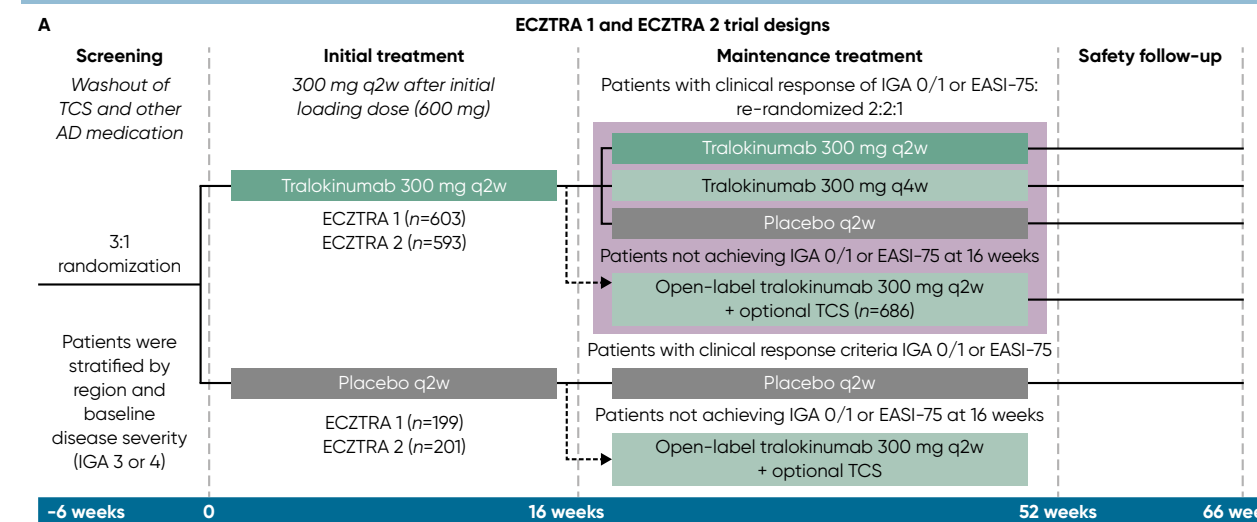 A
ECZTRA 1 and ECZTRA 2 trial designs
Screening
Washout of
TCS and other
AD medication
3:1
randomization
Patients were
stratified by
region and
baseline
disease severity
(IGA 3 or 4)
Initial treatment
300 mg q2w after initial
loading dose (600 mg)
Tralokinumab 300 mg q2w
ECZTRA 1 (n=603)
ECZTRA 2 (n=593)
Placebo q2w
ECZTRA 1 (n=199)
ECZTRA 2 (n=201)
Maintenance treatment
Patients with clinical response of IGA 0/1 or EASI-75:
re-randomized 2:2:1
Tralokinumab 300 mg q2w
Tralokinumab 300 mg q4w
Placebo q2w
Patients not achieving IGA 0/1 or EASI-75 at 16 weeks
Open-label tralokinumab 300 mg q2w
+ optional TCS (n=686)
Patients with clinical response criteria IGA 0/1 or EASI-75
Placebo q2w
Patients not achieving IGA 0/1 or EASI-75 at 16 weeks
Open-label tralokinumab 300 mg q2w
+ optional TCS
Safety follow-up
-6 weeks
0
16 weeks
52 weeks
66